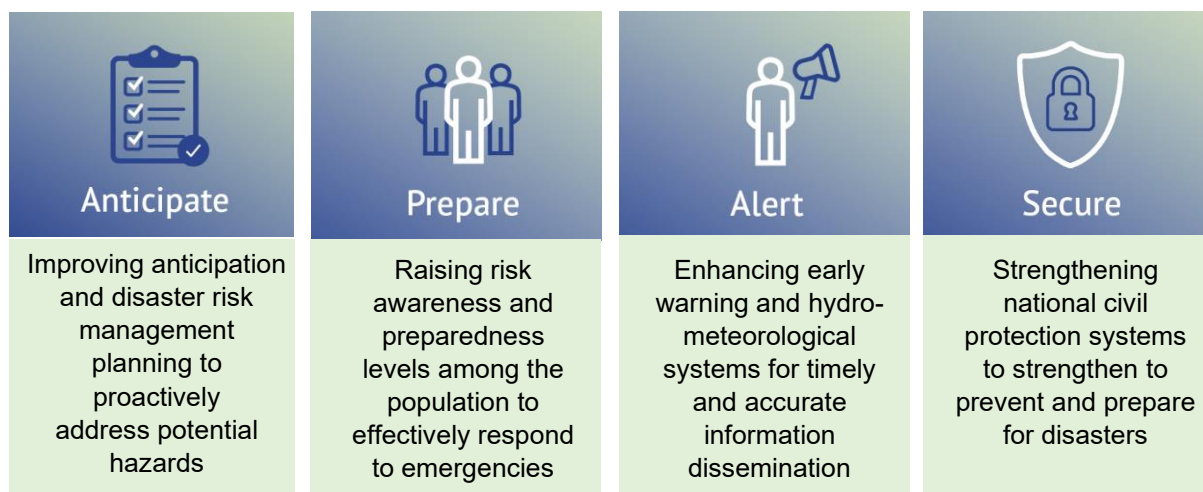 Anticipate
Improving anticipation
and disaster risk
management
planning to
proactively
address potential
hazards
Prepare
Raising risk
awareness and
preparedness
levels among the
population to
effectively respond
to emergencies
Alert
Enhancing early
warning and hydro-
meteorological
systems for timely
and accurate
information
dissemination
Secure
Strengthening
national civil
protection systems
to strengthen to
prevent and prepare
for disasters